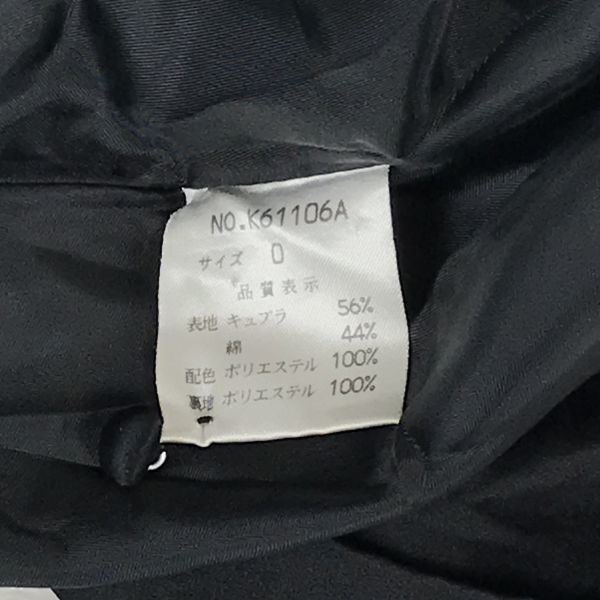 NO.K61106A
サイズ 0
品質表示
表地 キュプラ 56%
綿 44%
配色 ポリエステル 100%
裏地 ポリエステル 100%